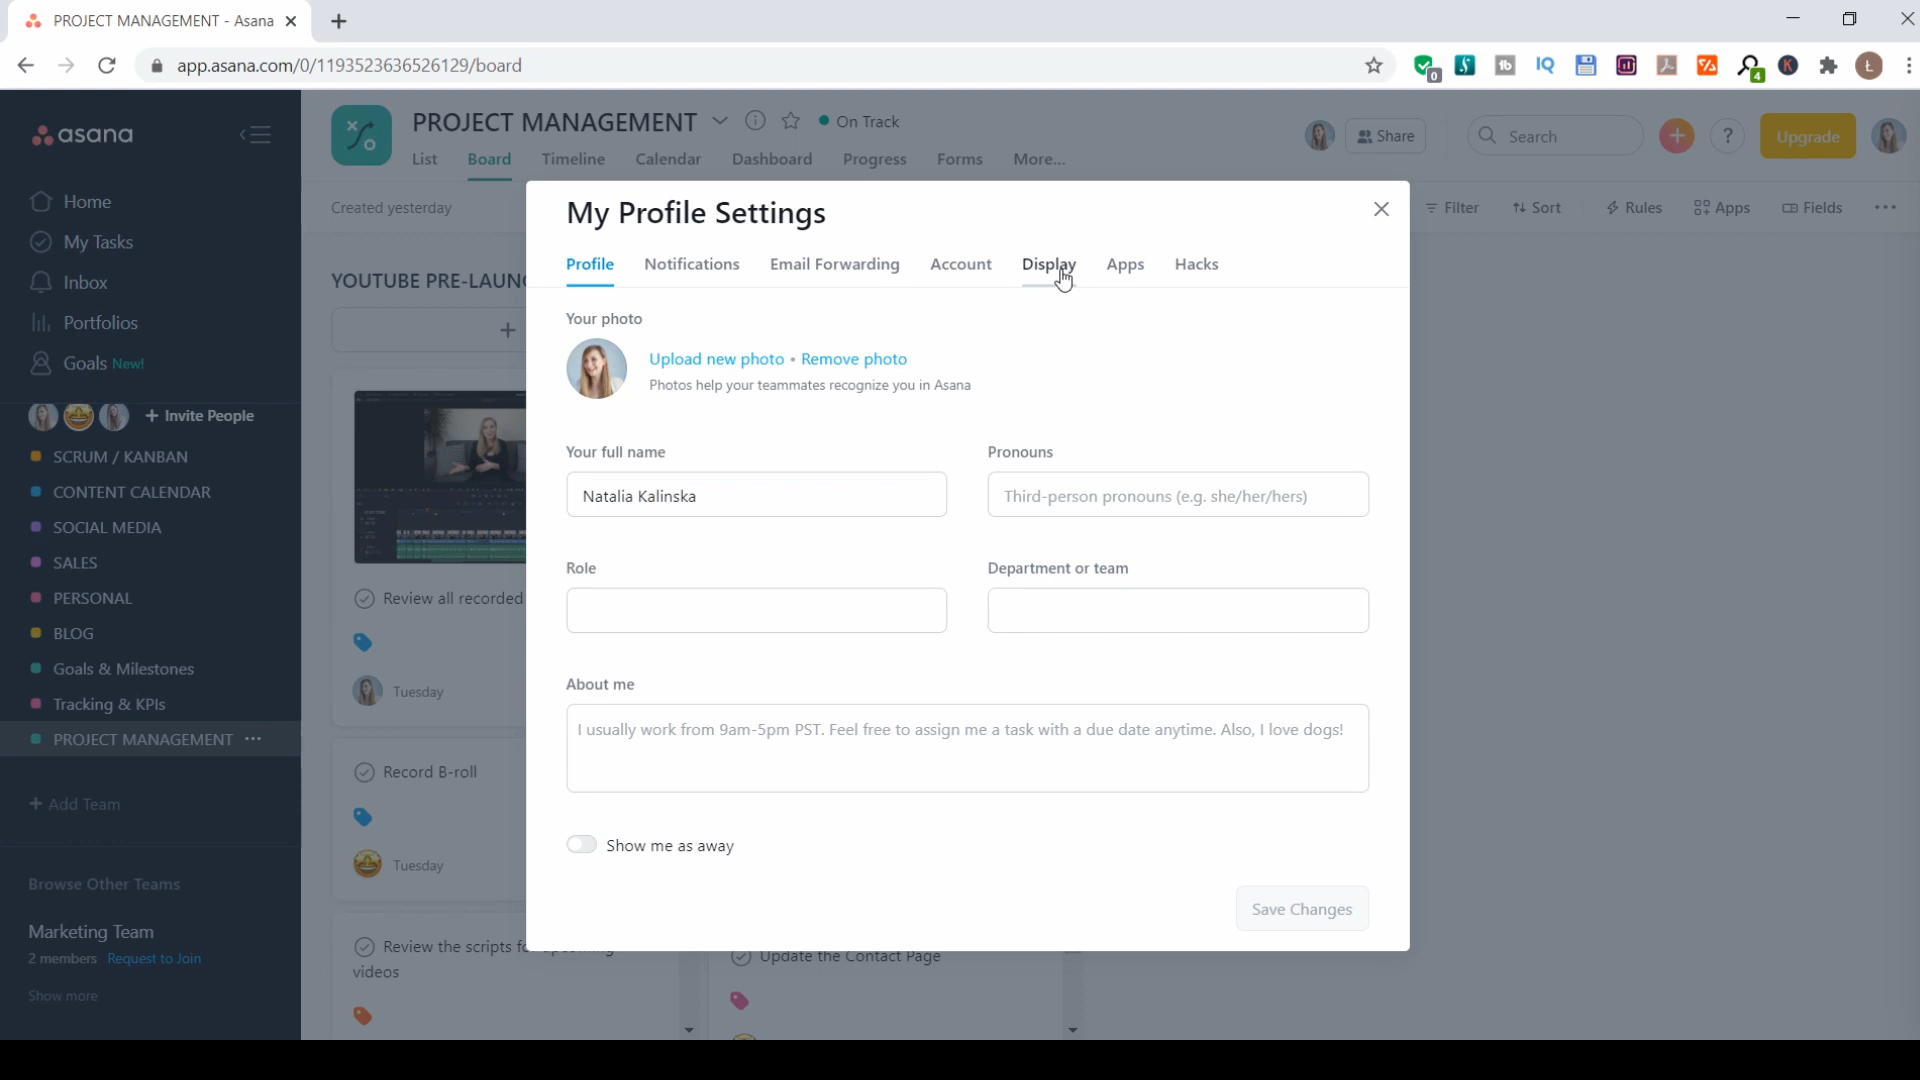 PROJECT MANAGEMENT - Asana
app.asana.com/0/1193523636526129/board
0
tb
IQ
4
K
Ł
asana
Home
My Tasks
Inbox
Portfolios
Goals New!
+ Invite People
SCRUM / KANBAN
CONTENT CALENDAR
SOCIAL MEDIA
SALES
PERSONAL
BLOG
Goals & Milestones
Tracking & KPIs
PROJECT MANAGEMENT ...
+ Add Team
Browse Other Teams
Marketing Team
2 members Request to Join
Show more
PROJECT MANAGEMENT
On Track
Share
Search
?
Upgrade
List Board Timeline Calendar Dashboard Progress Forms More...
Created yesterday
Filter Sort Rules Apps Fields ...
YOUTUBE PRE-LAUN
+
Review all recorded
Tuesday
Record B-roll
Tuesday
Review the scripts
videos
Update the Contact Page
My Profile Settings
Profile Notifications Email Forwarding Account Display Apps Hacks
Your photo
Upload new photo • Remove photo
Photos help your teammates recognize you in Asana
Your full name
Pronouns
Natalia Kalinska
Third-person pronouns (e.g. she/her/hers)
Role
Department or team
About me
I usually work from 9am-5pm PST. Feel free to assign me a task with a due date anytime. Also, I love dogs!
Show me as away
Save Changes